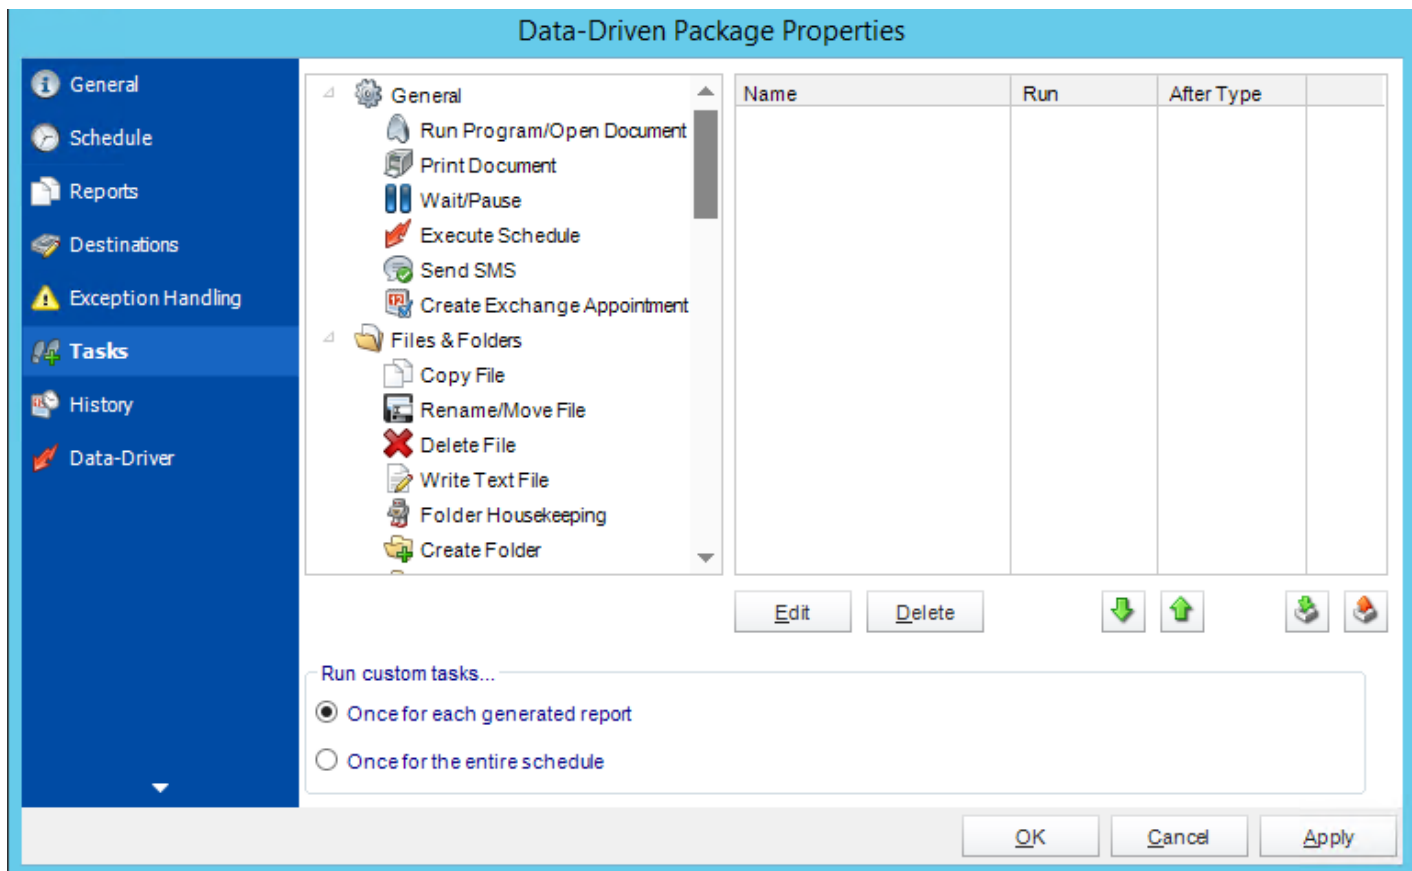 Data-Driven Package Properties
General
Schedule
Reports
Destinations
Exception Handling
Tasks
History
Data-Driver
General
Run Program/Open Document
Print Document
Wait/Pause
Execute Schedule
Send SMS
Create Exchange Appointment
Files & Folders
Copy File
Rename/Move File
Delete File
Write Text File
Folder Housekeeping
Create Folder
Name Run After Type
Edit Delete
Run custom tasks...
Once for each generated report
Once for the entire schedule
OK Cancel Apply